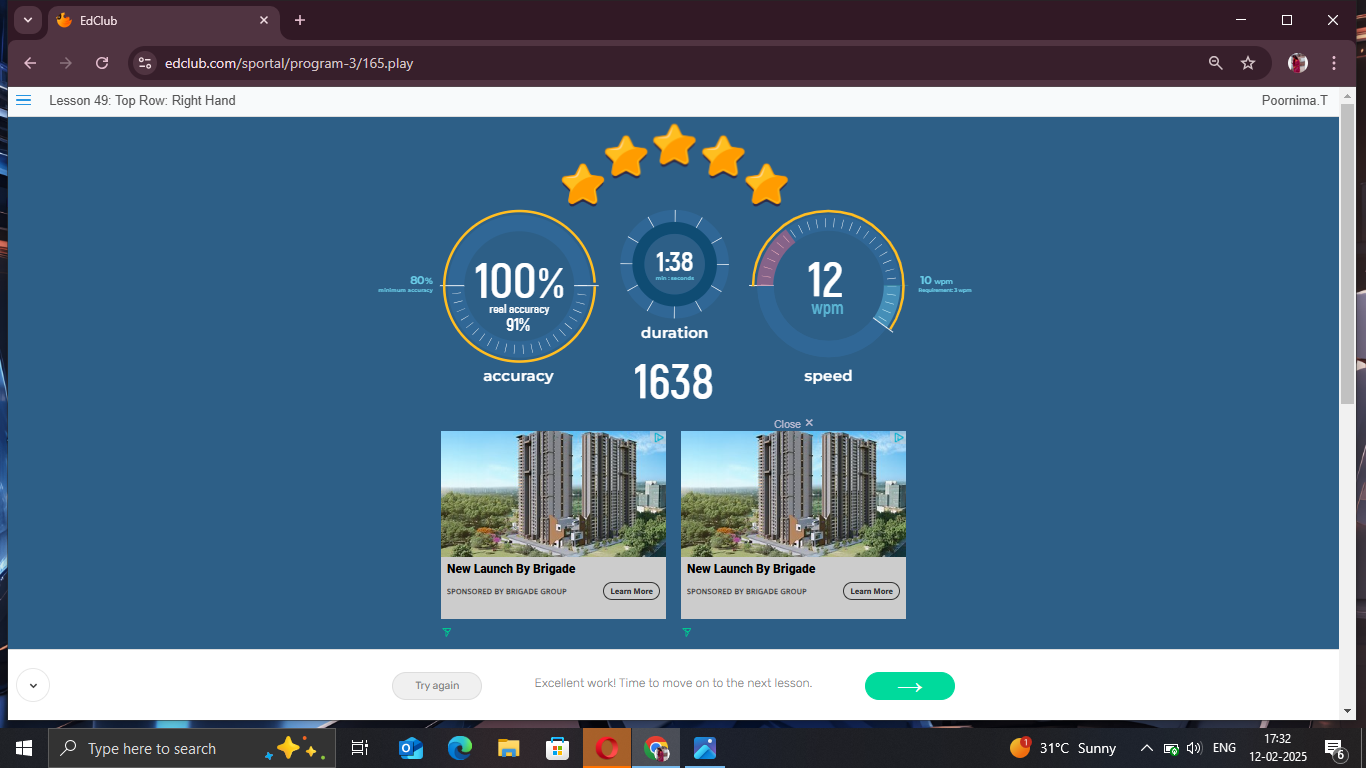 EdClub
edclub.com/sportal/program-3/165.play
Lesson 49: Top Row: Right Hand
Poornima.T
80%
minimum accuracy
100%
real accuracy
91%
accuracy
1:38
min : seconds
duration
1638
12
wpm
speed
10 wpm
Requirement: 3 wpm
Close ×
New Launch By Brigade
SPONSORED BY BRIGADE GROUP
Learn More
New Launch By Brigade
SPONSORED BY BRIGADE GROUP
Learn More
Try again
Excellent work! Time to move on to the next lesson.
Type here to search
1
31°C Sunny
ENG
17:32
12-02-2025
6